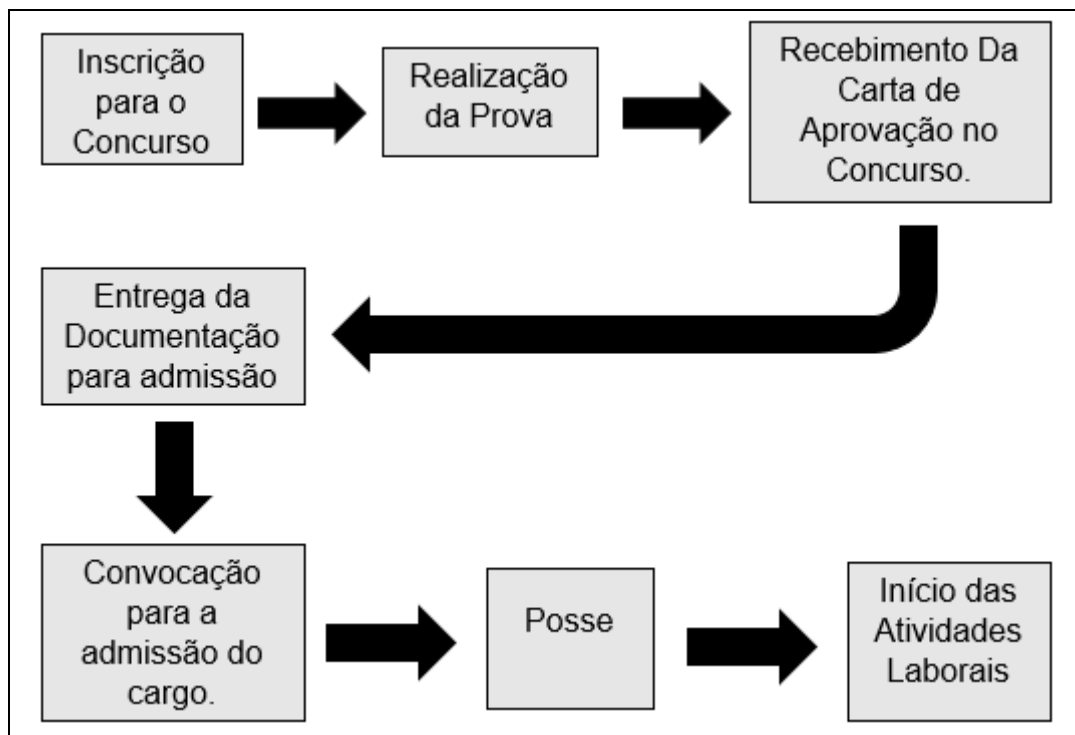 Inscrição
para o
Concurso
Realização
da Prova
Recebimento Da
Carta de
Aprovação no
Concurso.
Entrega da
Documentação
para admissão
Convocação
para a
admissão do
cargo.
Posse
Início das
Atividades
Laborais